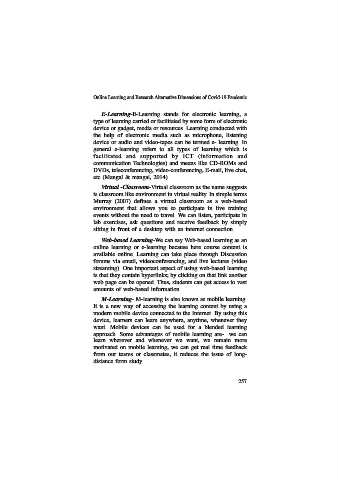 Online Learning and Research Alternative Dimensions of Covid-19 Pandemic
E-Learning-E-Learning stands for electronic learning, a
type of learning carried or facilitated by some form of electronic
device or gadget, media or resources Learning conducted with
the help of electronic media such as microphone, listening
device or audio and video-tapes can be termed e- learning In
general e-learning refers to all types of learning which is
facilitated and supported by ICT (information and
communication Technologies) and means like CD-ROMs and
DVDs, teleconferencing, video-conferencing, E-mail, live chat,
etc (Mangal & mangal, 2014)
Virtual -Classroom-Virtual classroom as the name suggests
is classroom like environment in virtual reality In simple terms
Murray (2007) defines a virtual classroom as a web-based
environment that allows you to participate in live training
events without the need to travel We can listen, participate in
lab exercises, ask questions and receive feedback by simply
sitting in front of a desktop with an internet connection
Web-based Learning-We can say Web-based learning as an
online learning or e-learning because here course content is
available online Learning can take place through Discussion
forums via email, videoconferencing, and live lectures (video
streaming) One important aspect of using web-based learning
is that they contain hyperlinks; by clicking on that link another
web page can be opened Thus, students can get access to vast
amounts of web-based information
M-Learning- M-learning is also known as mobile learning
It is a new way of accessing the learning content by using a
modern mobile device connected to the internet By using this
device, learners can learn anywhere, anytime, whenever they
want Mobile devices can be used for a blended learning
approach Some advantages of mobile learning are- we can
learn wherever and whenever we want, we remain more
motivated on mobile learning, we can get real time feedback
from our teams or classmates, it reduces the issue of long-
distance form study
257